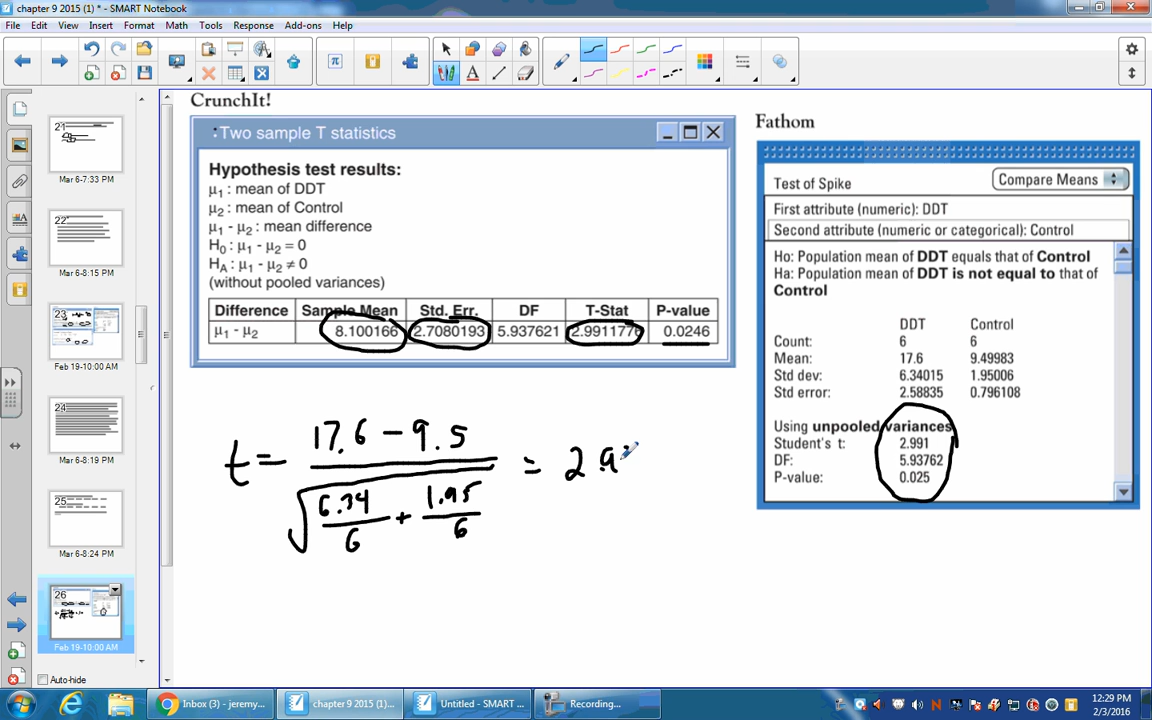 chapter 9 2015 (1) * - SMART Notebook
File Edit View Insert Format Math Tools Response Add-ons Help
21
Mar 6-7:33 PM
22
Mar 6-8:15 PM
23
Feb 19-10:00 AM
24
Mar 6-8:19 PM
25
Mar 6-8:24 PM
26
Feb 19-10:00 AM
Auto-hide
CrunchIt!
Two sample T statistics
Hypothesis test results:
μ1 : mean of DDT
μ2 : mean of Control
μ1 - μ2 : mean difference
H0 : μ1 - μ2 = 0
HA : μ1 - μ2 ≠ 0
(without pooled variances)
Difference Sample Mean Std. Err. DF T-Stat P-value
μ1 - μ2 8.100166 2.7080193 5.937621 2.9911776 0.0246
Fathom
Test of Spike Compare Means
First attribute (numeric): DDT
Second attribute (numeric or categorical): Control
Ho: Population mean of DDT equals that of Control
Ha: Population mean of DDT is not equal to that of
Control
DDT Control
Count: 6 6
Mean: 17.6 9.49983
Std dev: 6.34015 1.95006
Std error: 2.58835 0.796108
Using unpooled variances
Student's t: 2.991
DF: 5.93762
P-value: 0.025
t = 17.6 - 9.5 = 2.9
√ 6.34 + 1.95
6 6
Inbox (3) - jeremy... chapter 9 2015 (1)... Untitled - SMART ... Recording...
12:29 PM
2/3/2016